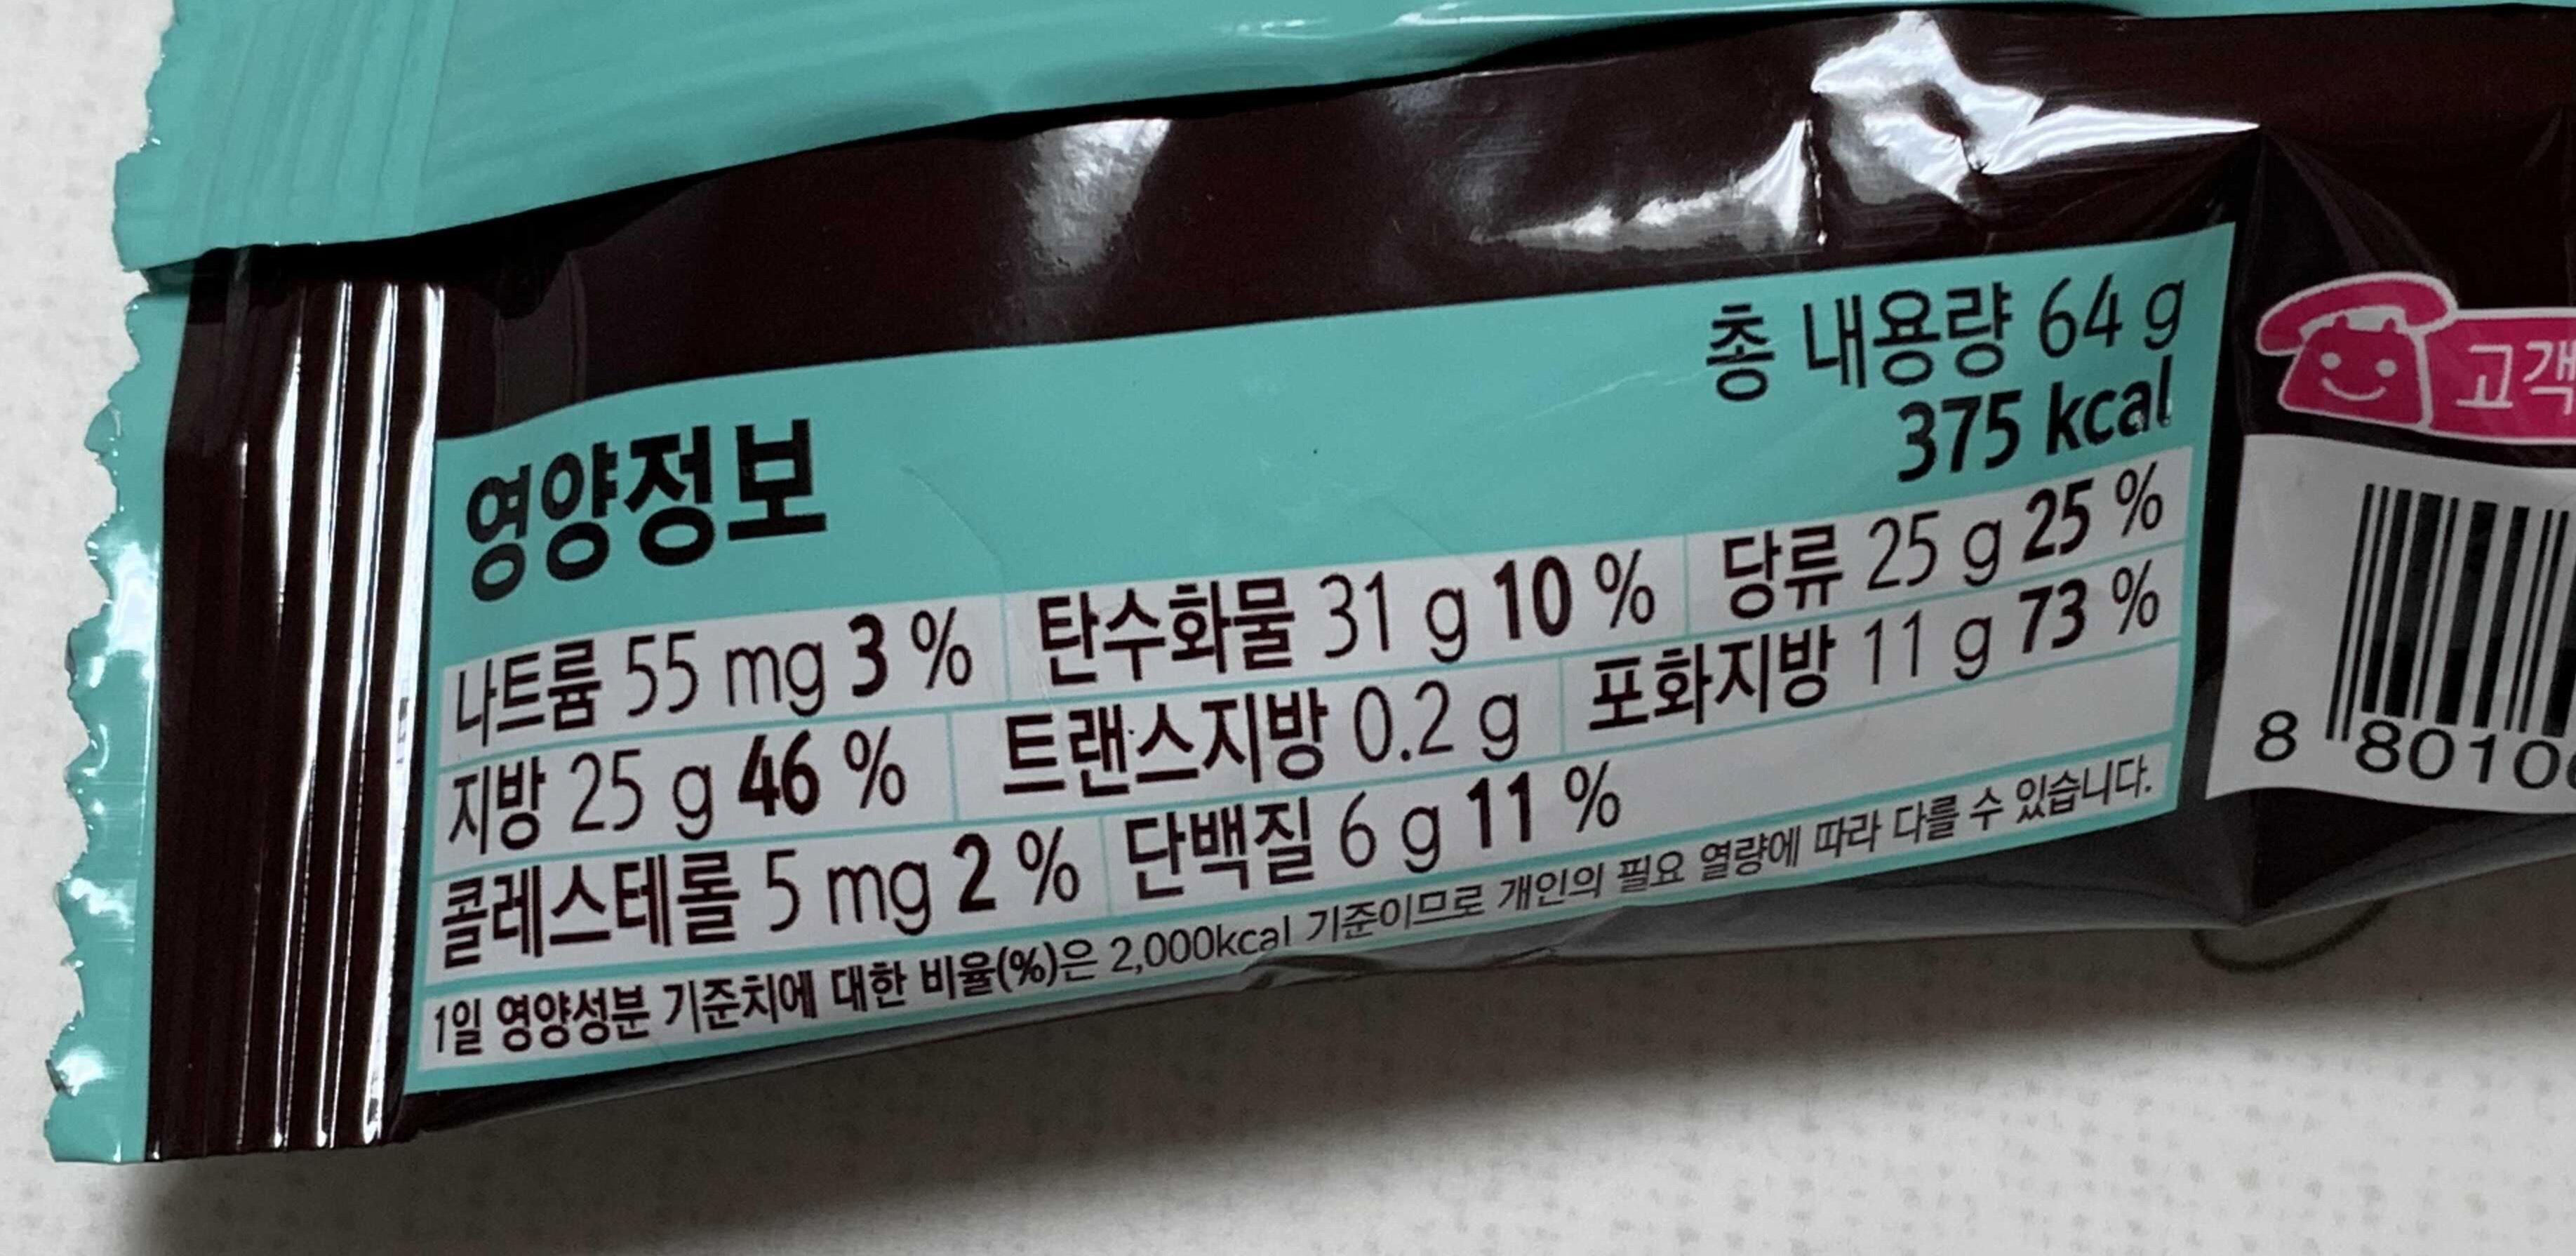 총 내용량 64 g
375 kcal
영양정보
나트륨 55 mg 3 % 탄수화물 31 g 10 % 당류 25 g 25 %
지방 25 g 46 % 트랜스지방 0.2 g 포화지방 11 g 73 %
콜레스테롤 5 mg 2 % 단백질 6 g 11 %
1일 영양성분 기준치에 대한 비율(%)은 2,000kcal 기준이므로 개인의 필요 열량에 따라 다를 수 있습니다.
고객
8 8010